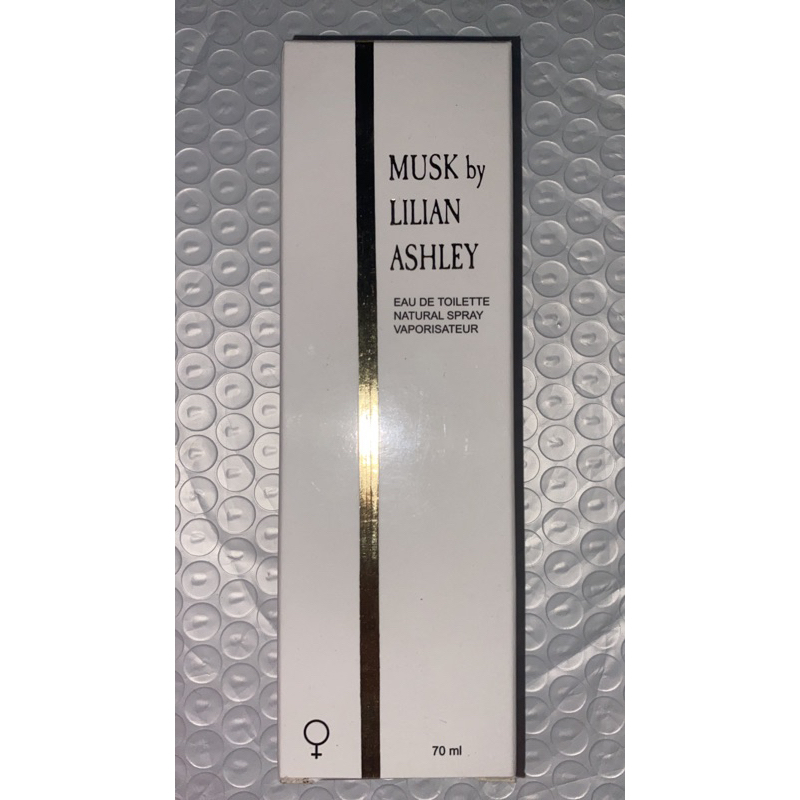 MUSK by
LILIAN
ASHLEY
EAU DE TOILETTE
NATURAL SPRAY
VAPORISATEUR
70 ml